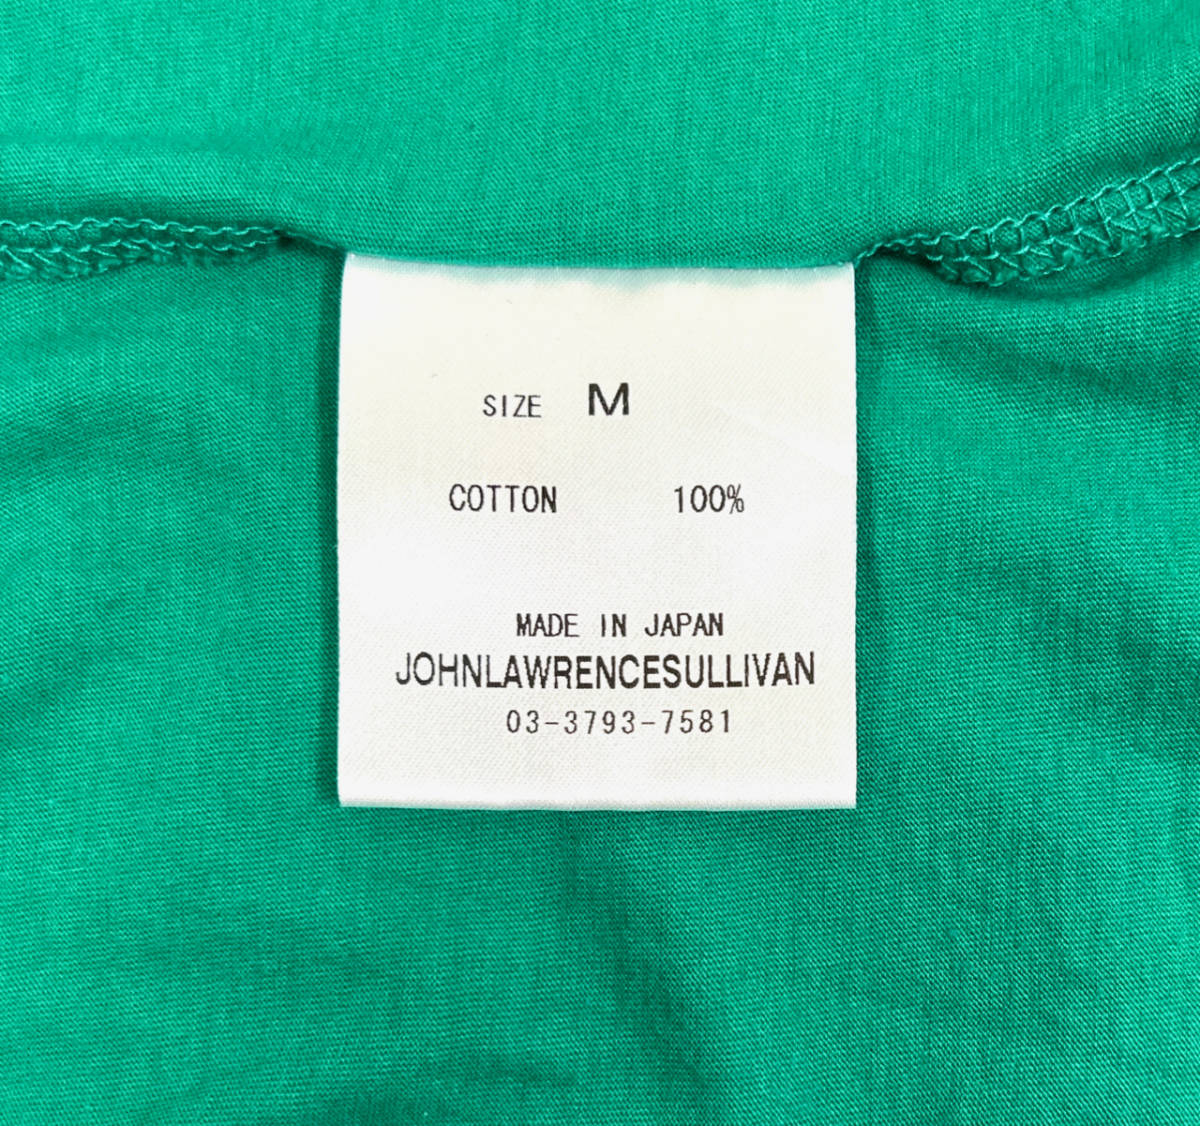 SIZE M
COTTON 100%
MADE IN JAPAN
JOHNLAWRENCESULLIVAN
03-3793-7581